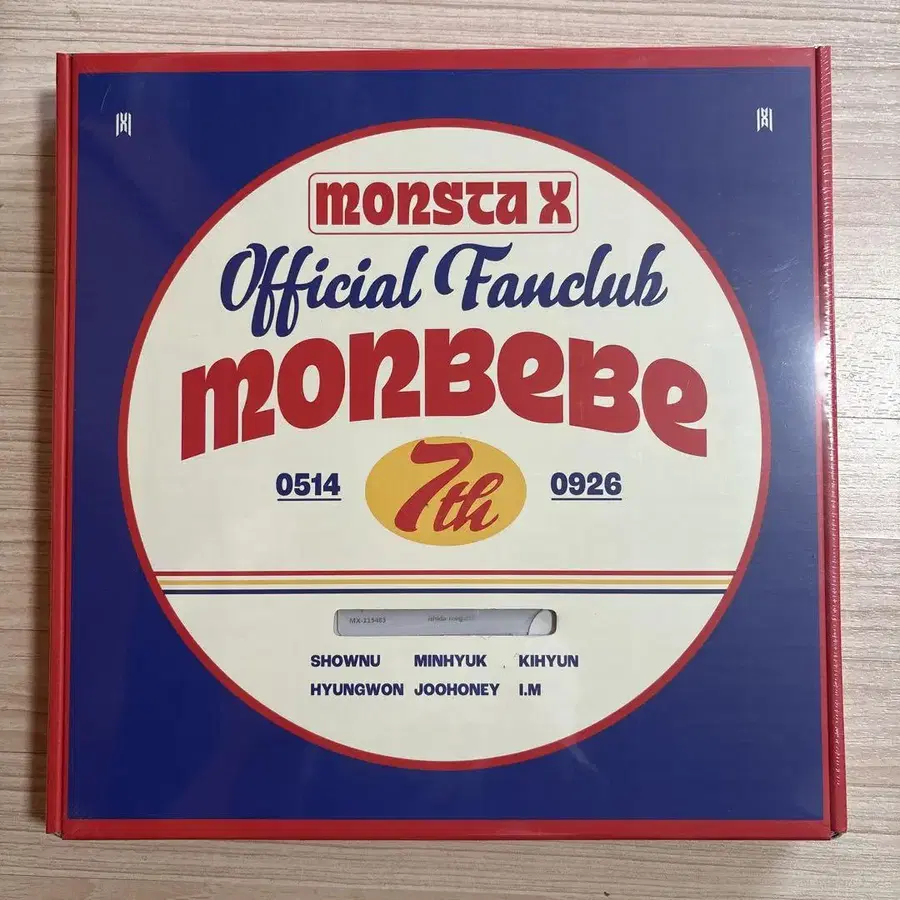 MONSTA X
Official Fanclub
MONBEBE
0514 7th 0926
SHOWNU MINHYUK KIHYUN
HYUNGWON JOOHONEY I.M